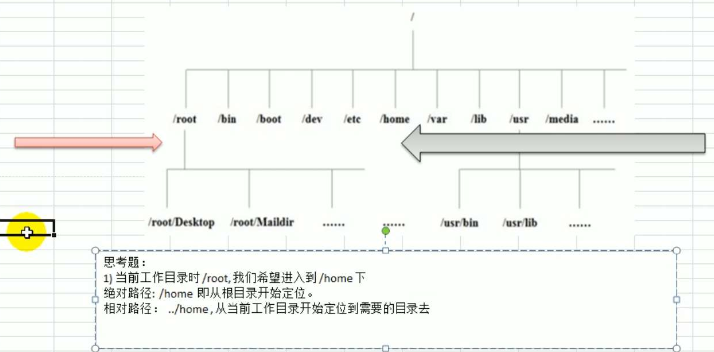 /
/root /bin /boot /dev /etc /home /var /lib /usr /media ......
/root/Desktop /root/Maildir ...... ...... /usr/bin /usr/lib ......
思考题：
1) 当前工作目录时 /root, 我们希望进入到 /home 下
绝对路径: /home 即从根目录开始定位。
相对路径： ../home , 从当前工作目录开始定位到需要的目录去